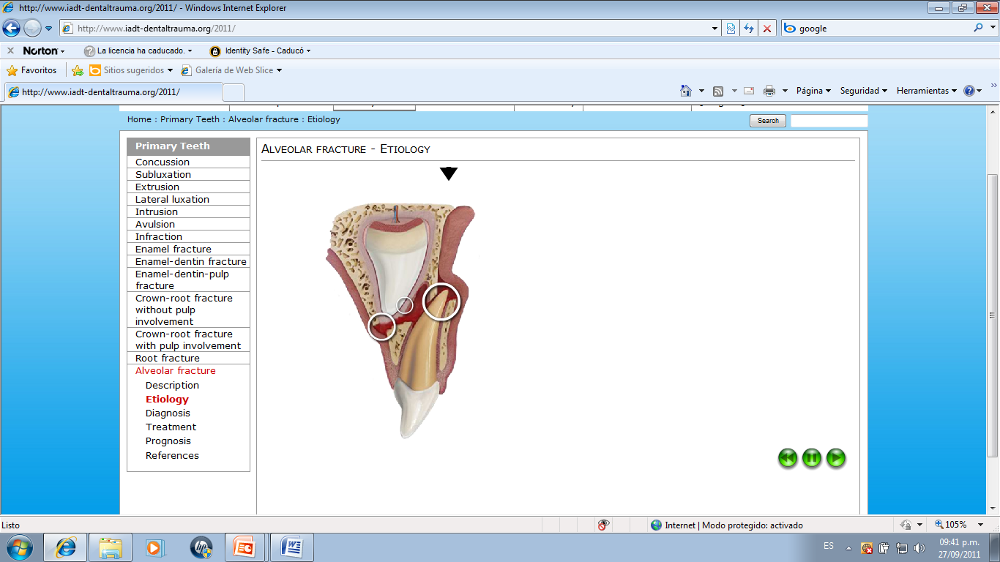 http://www.iadt-dentaltrauma.org/2011/ - Windows Internet Explorer
http://www.iadt-dentaltrauma.org/2011/
google
Norton
La licencia ha caducado.
Identity Safe - Caducó
Favoritos
Sitios sugeridos
Galería de Web Slice
http://www.iadt-dentaltrauma.org/2011/
Página
Seguridad
Herramientas
Home : Primary Teeth : Alveolar fracture : Etiology
Search
Primary Teeth
Concussion
Subluxation
Extrusion
Lateral luxation
Intrusion
Avulsion
Infraction
Enamel fracture
Enamel-dentin fracture
Enamel-dentin-pulp
fracture
Crown-root fracture
without pulp
involvement
Crown-root fracture
with pulp involvement
Root fracture
Alveolar fracture
Description
Etiology
Diagnosis
Treatment
Prognosis
References
Alveolar fracture - Etiology
Listo
Internet | Modo protegido: activado
105%
ES
09:41 p.m.
27/09/2011